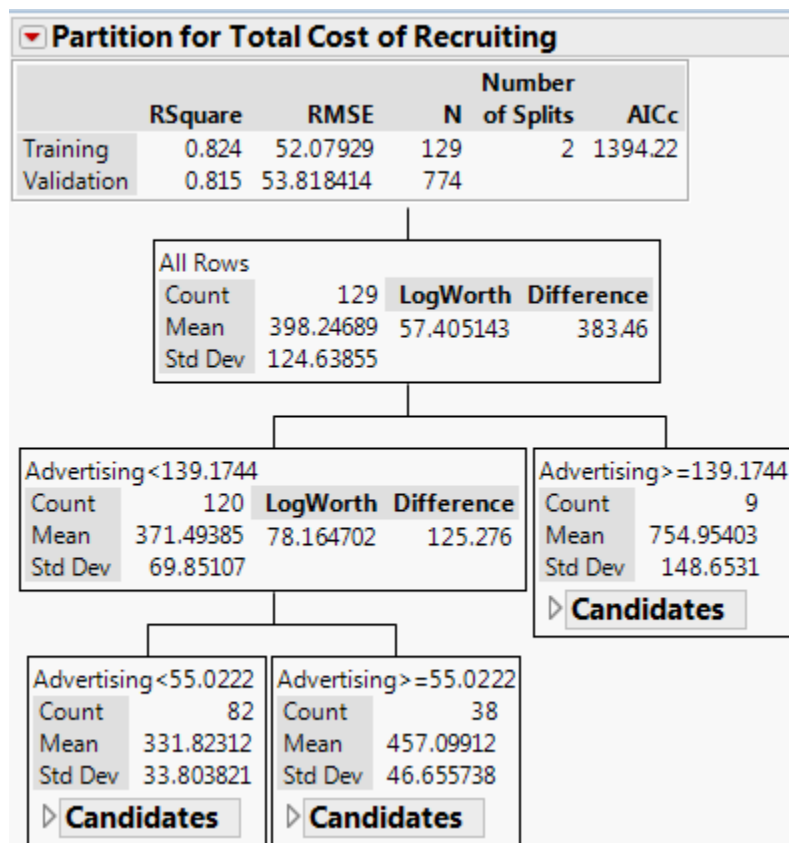 Partition for Total Cost of Recruiting
Number
RSquare RMSE N of Splits AICc
Training 0.824 52.07929 129 2 1394.22
Validation 0.815 53.818414 774
All Rows
Count 129 LogWorth Difference
Mean 398.24689 57.405143 383.46
Std Dev 124.63855
Advertising<139.1744
Count 120 LogWorth Difference
Mean 371.49385 78.164702 125.276
Std Dev 69.85107
Advertising>=139.1744
Count 9
Mean 754.95403
Std Dev 148.6531
Candidates
Advertising<55.0222
Count 82
Mean 331.82312
Std Dev 33.803821
Candidates
Advertising>=55.0222
Count 38
Mean 457.09912
Std Dev 46.655738
Candidates